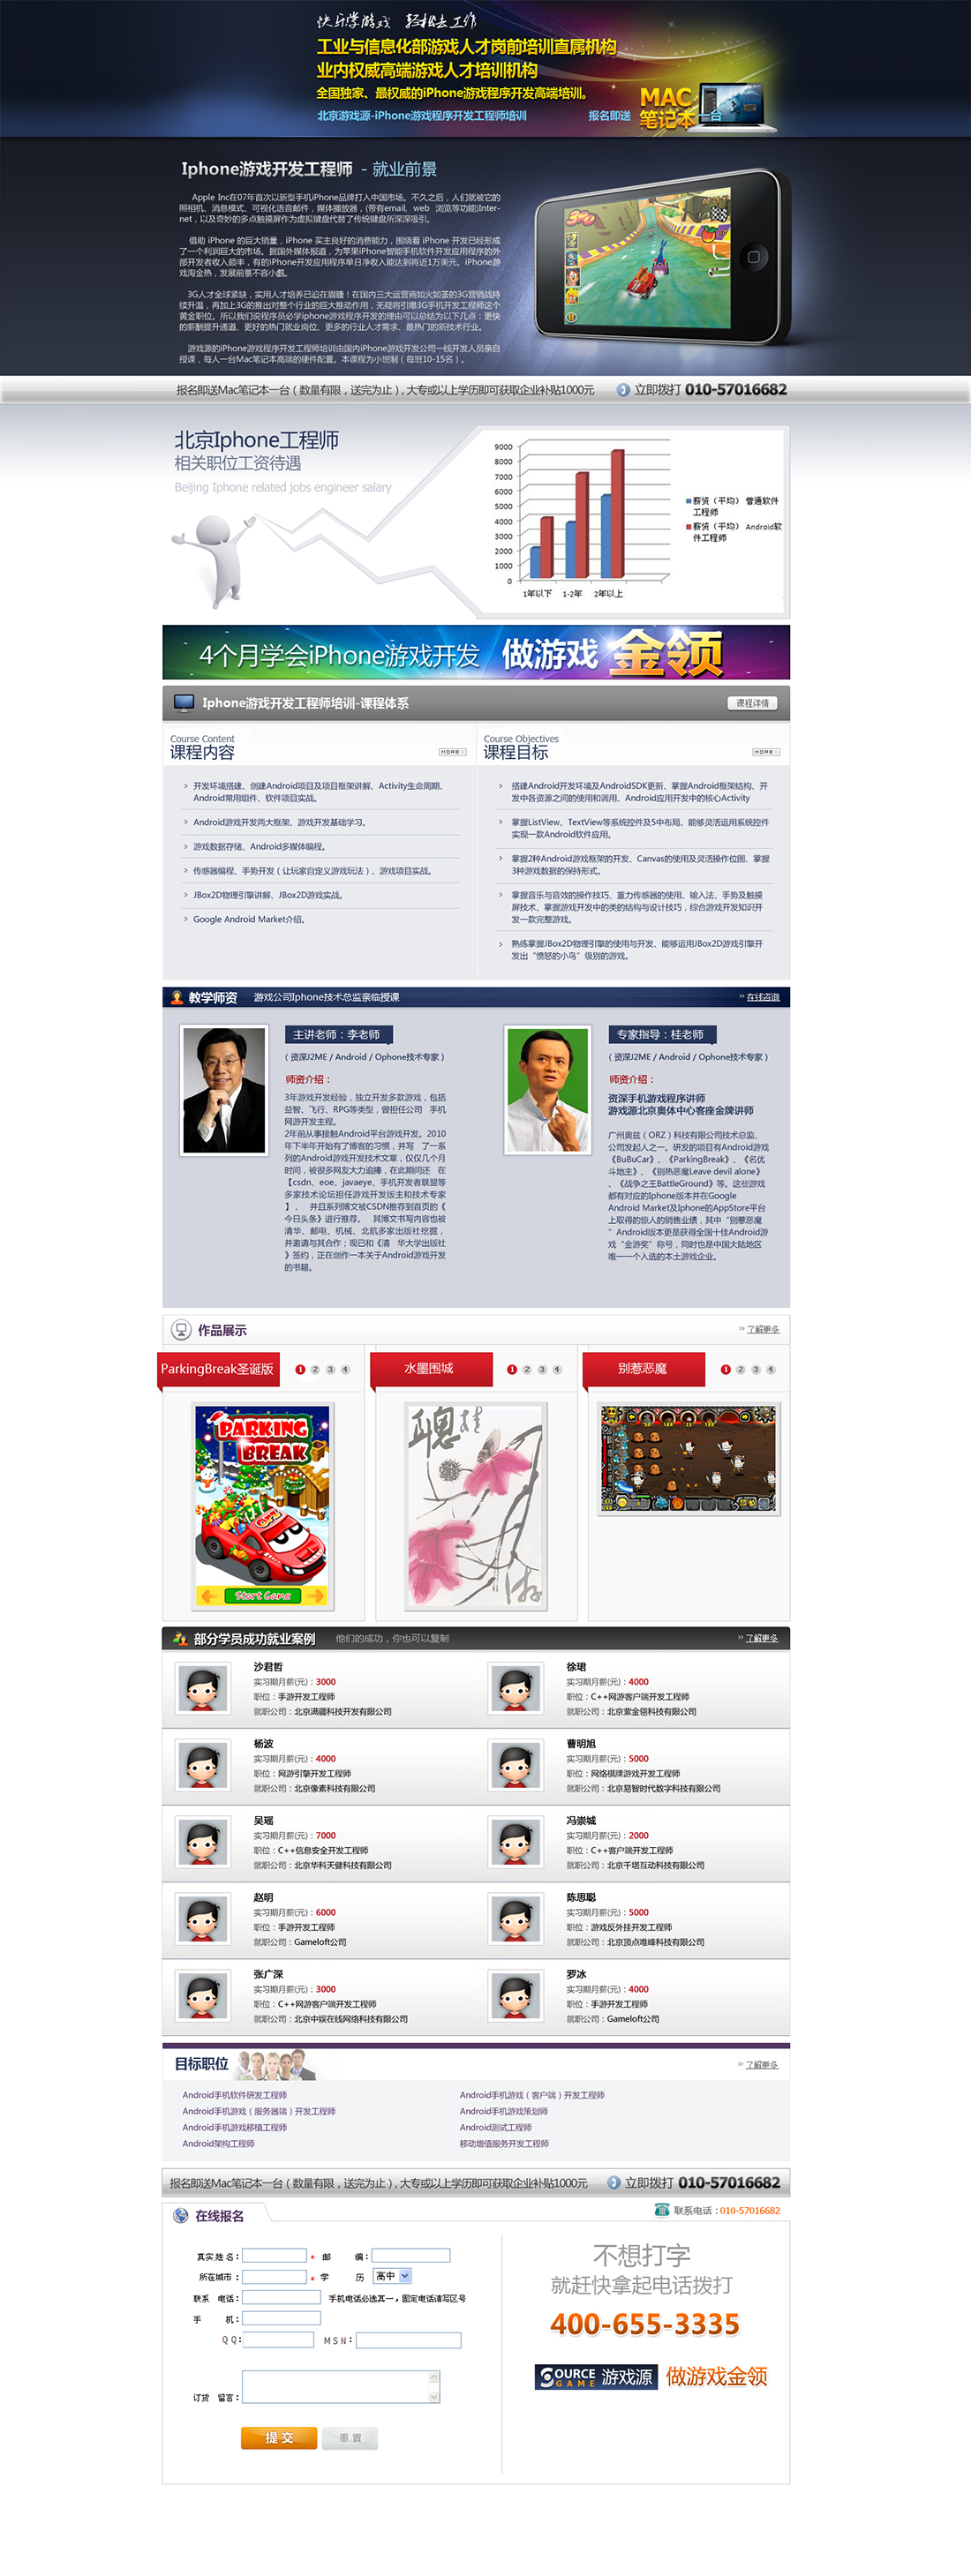 快乐学游戏 轻松去工作
工业与信息化部游戏人才岗前培训直属机构
业内权威高端游戏人才培训机构
全国独家、最权威的iPhone游戏程序开发高端培训。
北京游戏源-iPhone游戏程序开发工程师培训 报名即送 MAC
笔记本一台
Iphone游戏开发工程师 - 就业前景
Apple Inc在07年首次以新型手机iPhone品牌打入中国市场。不久之后，人们就被它的
照相机、消息模式、可视化语音邮件，媒体播放器，(带有email，web 浏览等功能)Inter-
net，以及奇妙的多点触摸屏作为虚拟键盘代替了传统键盘所深深吸引。
借助 iPhone 的巨大销量，iPhone 买主良好的消费能力，围绕着 iPhone 开发已经形成
了一个利润巨大的市场。据国外媒体报道，为苹果iPhone智能手机软件开发应用程序的外
部开发者收入颇丰，有的iPhone开发应用程序单日净收入能达到将近1万美元。iPhone游
戏淘金热，发展前景不容小觑。
3G人才全球紧缺，实用人才培养已迫在眉睫！在国内三大运营商如火如荼的3G营销战持
续升温，再加上3G的推出对整个行业的巨大推动作用，无疑将引爆3G手机开发工程师这个
黄金职位。所以我们说程序员必学iphone游戏程序开发的理由可以总结为以下几点：更快
的薪酬提升通道、更好的热门就业岗位、更多的行业人才需求、最热门的新技术行业。
游戏源的iPhone游戏程序开发工程师培训由国内iPhone游戏开发公司一线开发人员亲自
授课，每人一台Mac笔记本高端的硬件配置。本课程为小班制（每班10-15名）。
报名即送Mac笔记本一台（数量有限，送完为止），大专或以上学历即可获取企业补贴1000元 立即拨打 010-57016682
北京Iphone工程师
相关职位工资待遇
Beijing Iphone related jobs engineer salary
9000
8000
7000
6000
5000
4000
3000
2000
1000
0
1年以下 1-2年 2年以上
薪资（平均） 普通软件
工程师
薪资（平均） Android软
件工程师
4个月学会iPhone游戏开发 做游戏 金领
Iphone游戏开发工程师培训-课程体系 课程详情
Course Content
课程内容 MORE
开发环境搭建、创建Android项目及项目框架讲解、Activity生命周期、
Android常用组件、软件项目实战。
Android游戏开发两大框架、游戏开发基础学习。
游戏数据存储、Android多媒体编程。
传感器编程、手势开发（让玩家自定义游戏玩法）、游戏项目实战。
JBox2D物理引擎讲解、JBox2D游戏实战。
Google Android Market介绍。
Course Objectives
课程目标 MORE
搭建Android开发环境及AndroidSDK更新、掌握Android框架结构、开
发中各资源之间的使用和调用、Android应用开发中的核心Activity
掌握ListView、TextView等系统控件及5中布局、能够灵活运用系统控件
实现一款Android软件应用。
掌握2种Android游戏框架的开发、Canvas的使用及灵活操作位图、掌握
3种游戏数据的保持形式。
掌握音乐与音效的操作技巧、重力传感器的使用、输入法、手势及触摸
屏技术、掌握游戏开发中的类的结构与设计技巧，综合游戏开发知识开
发一款完整游戏。
熟练掌握JBox2D物理引擎的使用与开发、能够运用JBox2D游戏引擎开
发出“愤怒的小鸟”级别的游戏。
教学师资 游戏公司Iphone技术总监亲临授课 在线咨询
主讲老师：李老师
（资深J2ME / Android / Ophone技术专家）
师资介绍：
3年游戏开发经验，独立开发多款游戏，包括
益智、飞行、RPG等类型，曾担任公司 手机
网游开发主程。
2年前从事接触Android平台游戏开发。2010
年下半年开始有了博客的习惯，并写 了一系
列的Android游戏开发技术文章，仅仅几个月
时间，被很多网友大力追捧，在此期间还 在
【csdn、eoe、javaeye、手机开发者联盟等
多家技术论坛担任游戏开发版主和技术专家
】， 并且系列博文被CSDN推荐到首页的《
今日头条》进行推荐。 其博文书写内容也被
清华、邮电、机械、北航多家出版社挖掘，
并邀请与其合作；现已和《清 华大学出版社
》签约，正在创作一本关于Android游戏开发
的书籍。
专家指导：桂老师
（资深J2ME / Android / Ophone技术专家）
师资介绍：
资深手机游戏程序讲师
游戏源北京奥体中心客座金牌讲师
广州奥兹（ORZ）科技有限公司技术总监、
公司发起人之一。研发的项目有Android游戏
《BuBuCar》、《ParkingBreak》、《名优
斗地主》、《别热恶魔Leave devil alone》
、《战争之王BattleGround》等。这些游戏
都有对应的Iphone版本并在Google
Android Market及Iphone的AppStore平台
上取得的惊人的销售业绩，其中“别惹恶魔
”Android版本更是获得全国十佳Android游
戏“金游奖”称号，同时也是中国大陆地区
唯一一个入选的本土游戏企业。
作品展示 了解更多
ParkingBreak圣诞版 1 2 3 4
水墨围城 1 2 3 4
别惹恶魔 1 2 3 4
PARKING
BREAK
Start Game
部分学员成功就业案例 他们的成功，你也可以复制 了解更多
沙君哲
实习期月薪(元)：3000
职位：手游开发工程师
就职公司：北京满疆科技开发有限公司
徐珺
实习期月薪(元)：4000
职位：C++网游客户端开发工程师
就职公司：北京紫金翎科技有限公司
杨波
实习期月薪(元)：4000
职位：网游引擎开发工程师
就职公司：北京像素科技有限公司
曹明旭
实习期月薪(元)：5000
职位：网络棋牌游戏开发工程师
就职公司：北京易智时代数字科技有限公司
吴瑶
实习期月薪(元)：7000
职位：C++信息安全开发工程师
就职公司：北京华科天健科技有限公司
冯崇城
实习期月薪(元)：2000
职位：C++客户端开发工程师
就职公司：北京千塔互动科技有限公司
赵明
实习期月薪(元)：6000
职位：手游开发工程师
就职公司：Gameloft公司
陈思聪
实习期月薪(元)：5000
职位：游戏反外挂开发工程师
就职公司：北京顶点唯峰科技有限公司
张广深
实习期月薪(元)：3000
职位：C++网游客户端开发工程师
就职公司：北京中娱在线网络科技有限公司
罗冰
实习期月薪(元)：4000
职位：手游开发工程师
就职公司：Gameloft公司
目标职位 了解更多
Android手机软件研发工程师 Android手机游戏（客户端）开发工程师
Android手机游戏（服务器端）开发工程师 Android手机游戏策划师
Android手机游戏移植工程师 Android测试工程师
Android架构工程师 移动增值服务开发工程师
报名即送Mac笔记本一台（数量有限，送完为止），大专或以上学历即可获取企业补贴1000元 立即拨打 010-57016682
在线报名 联系电话：010-57016682
真实姓名： * 邮 编：
所在城市： * 学 历 高中
联系 电话： 手机电话必选其一，固定电话请写区号
手 机：
QQ： MSN：
订货 留言：
提交 重置
不想打字
就赶快拿起电话拨打
400-655-3335
SOURCE GAME 游戏源 做游戏金领